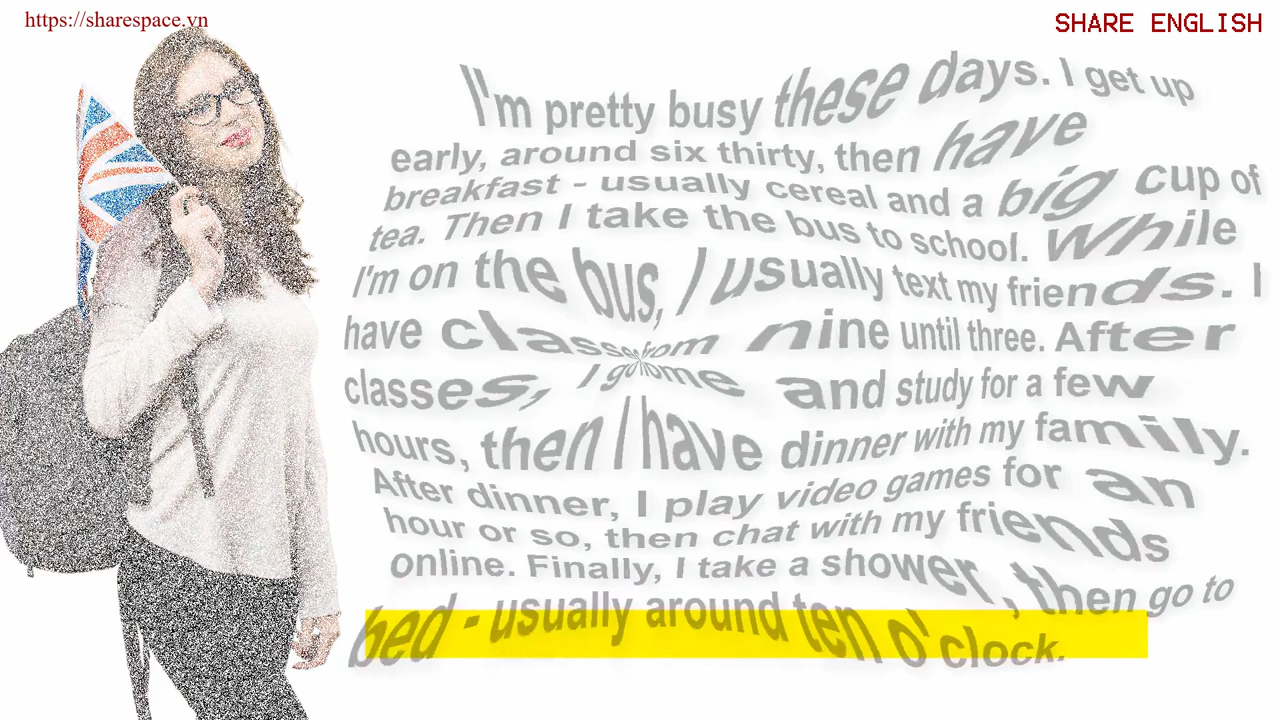 https://sharespace.vn
SHARE ENGLISH
I'm pretty busy these days. I get up
early, around six thirty, then have
breakfast - usually cereal and a big cup of
tea. Then I take the bus to school. While
I'm on the bus, I usually text my friends. I
have classes from nine until three. After
classes, I go home and study for a few
hours, then I have dinner with my family.
After dinner, I play video games for an
hour or so, then chat with my friends
online. Finally, I take a shower, then go to
bed - usually around ten o'clock.